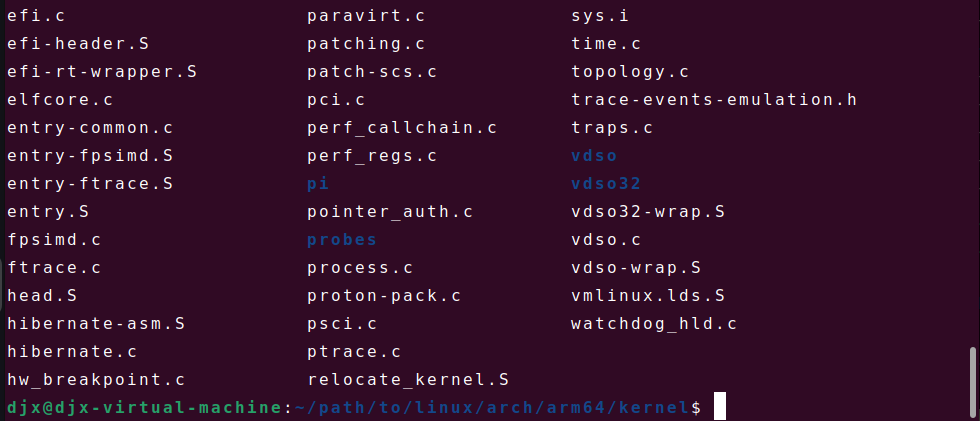 efi.c paravirt.c sys.i
efi-header.S patching.c time.c
efi-rt-wrapper.S patch-scs.c topology.c
elfcore.c pci.c trace-events-emulation.h
entry-common.c perf_callchain.c traps.c
entry-fpsimd.S perf_regs.c vdso
entry-ftrace.S pi vdso32
entry.S pointer_auth.c vdso32-wrap.S
fpsimd.c probes vdso.c
ftrace.c process.c vdso-wrap.S
head.S proton-pack.c vmlinux.lds.S
hibernate-asm.S psci.c watchdog_hld.c
hibernate.c ptrace.c
hw_breakpoint.c relocate_kernel.S
djx@djx-virtual-machine:~/path/to/linux/arch/arm64/kernel$